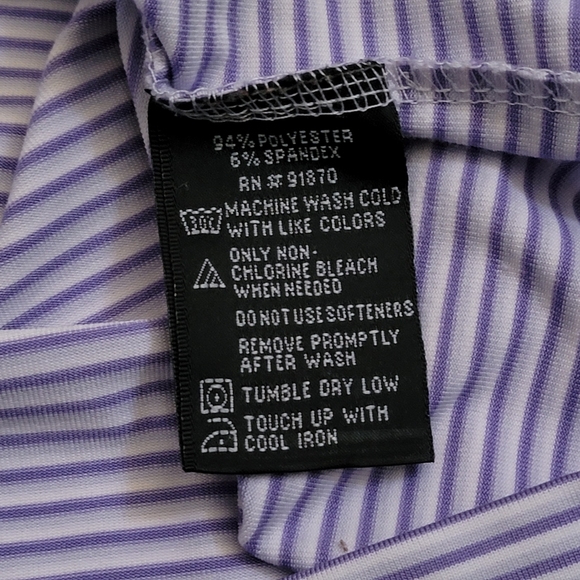 94% POLYESTER
6% SPANDEX
RN # 91870
MACHINE WASH COLD
WITH LIKE COLORS
ONLY NON-
CHLORINE BLEACH
WHEN NEEDED
DO NOT USE SOFTENERS
REMOVE PROMPTLY
AFTER WASH
TUMBLE DRY LOW
TOUCH UP WITH
COOL IRON